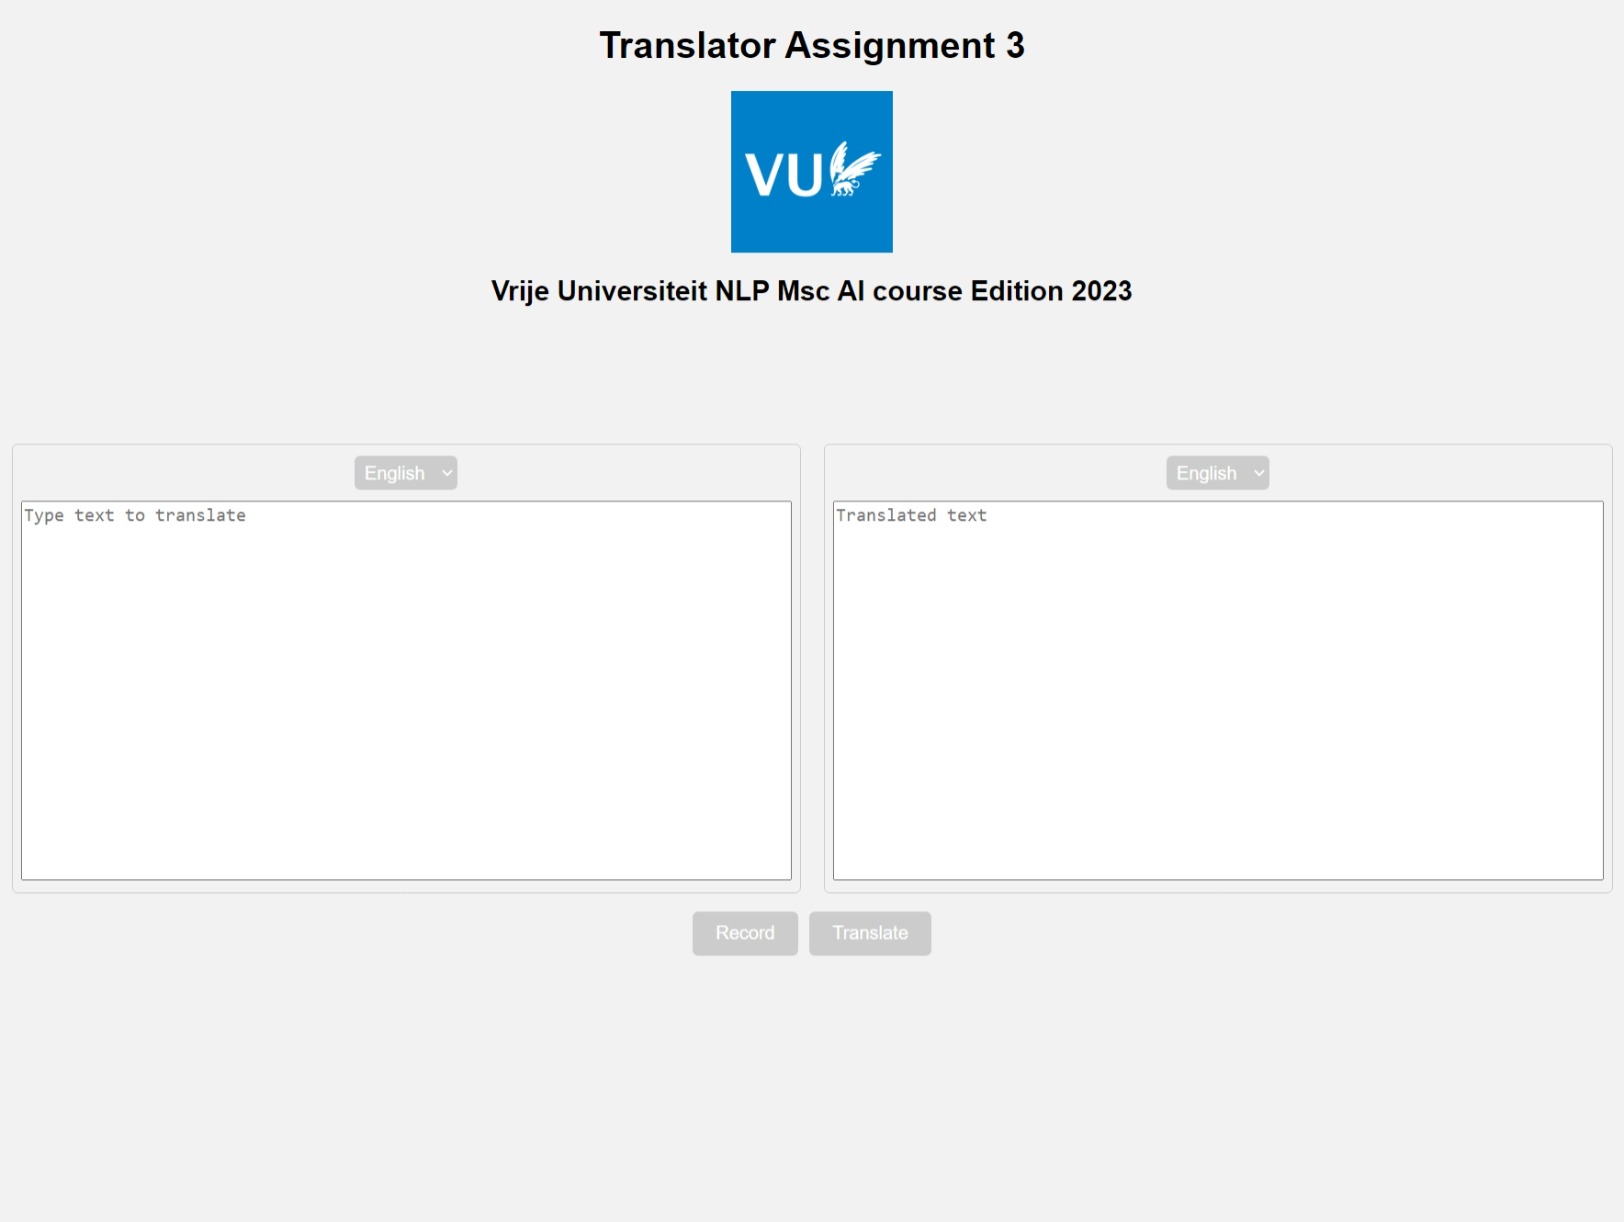 Translator Assignment 3
VU
Vrije Universiteit NLP Msc AI course Edition 2023
English
English
Type text to translate
Translated text
Record
Translate